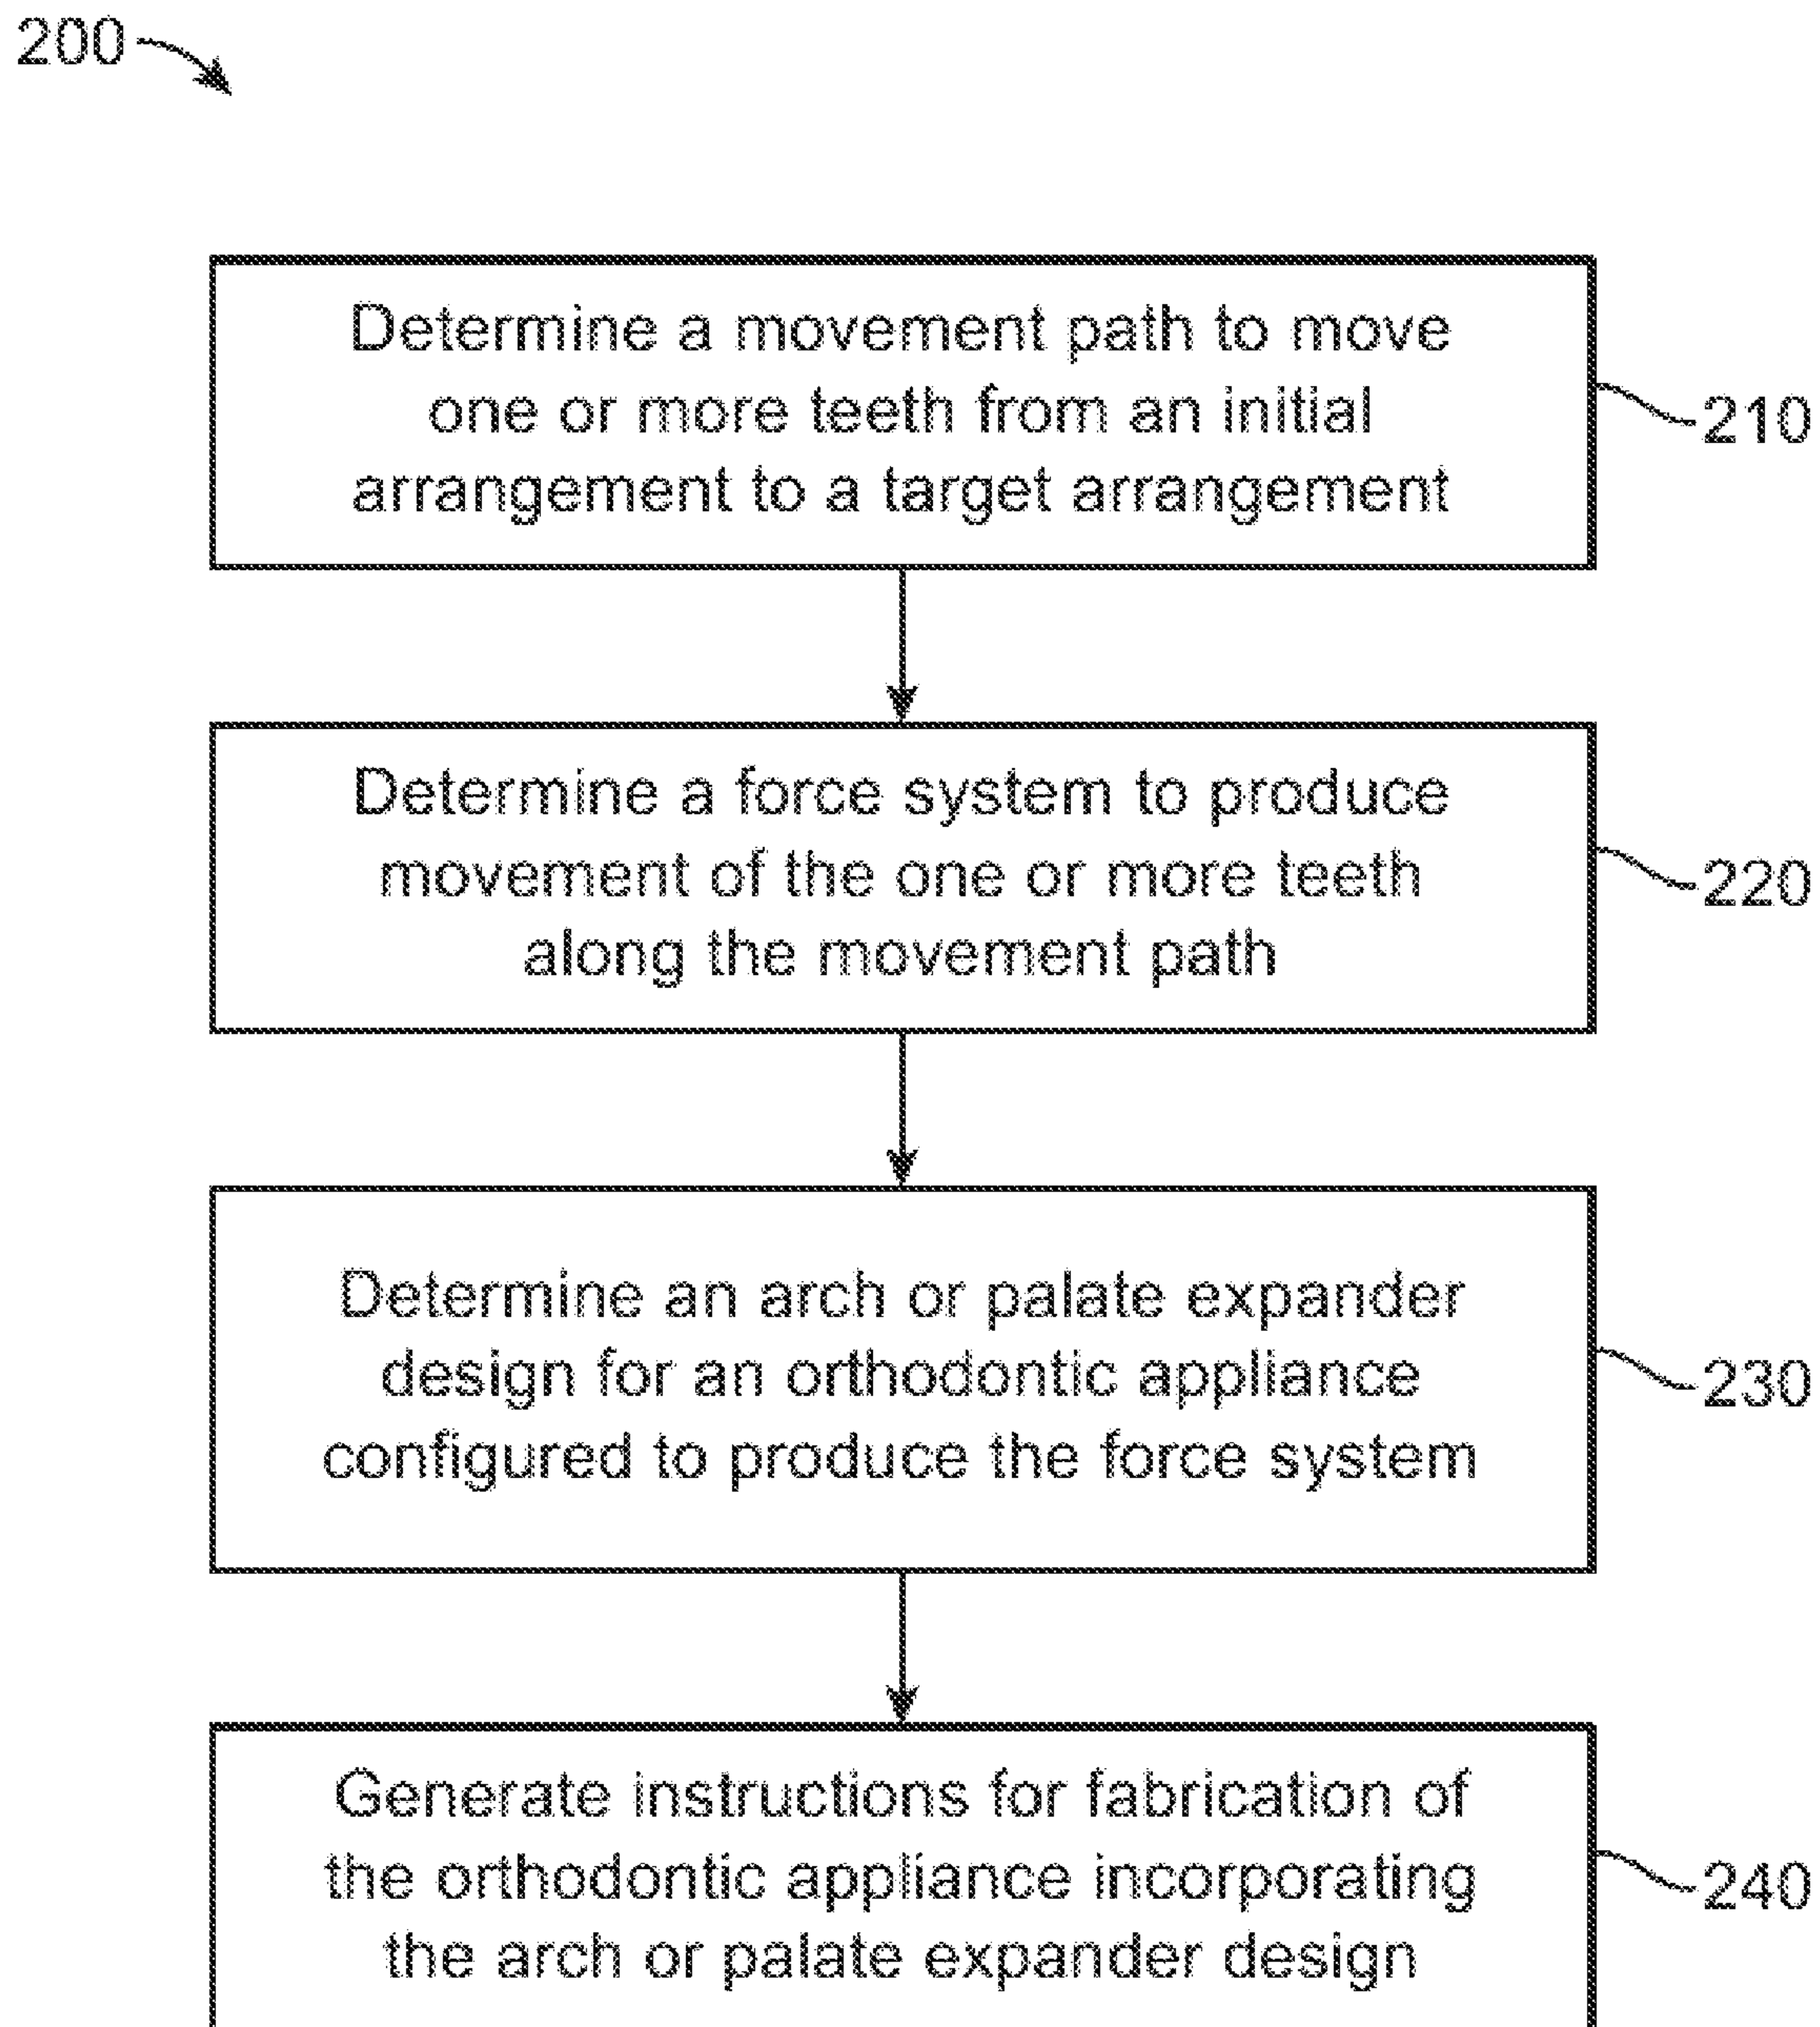 200
Determine a movement path to move
one or more teeth from an initial
arrangement to a target arrangement
210
Determine a force system to produce
movement of the one or more teeth
along the movement path
220
Determine an arch or palate expander
design for an orthodontic appliance
configured to produce the force system
230
Generate instructions for fabrication of
the orthodontic appliance incorporating
the arch or palate expander design
240